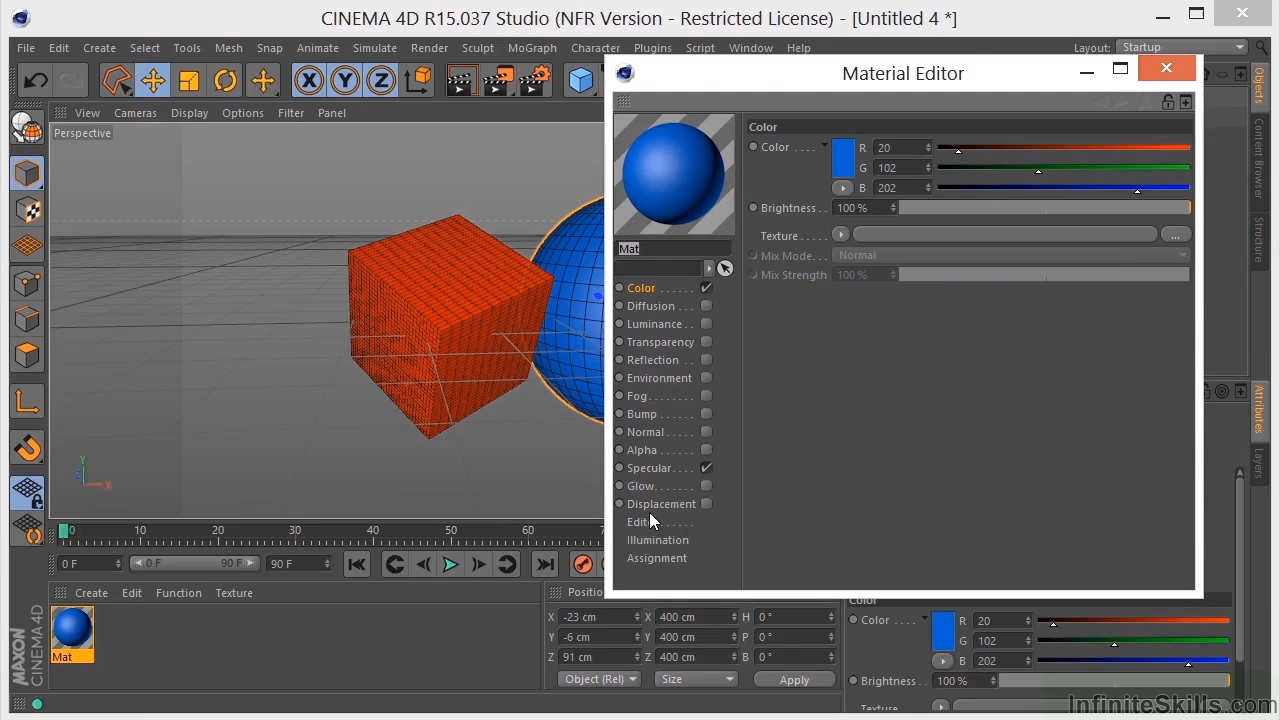 CINEMA 4D R15.037 Studio (NFR Version - Restricted License) - [Untitled 4 *]
File Edit Create Select Tools Mesh Snap Animate Simulate Render Sculpt MoGraph Character Plugins Script Window Help Layout: Startup
Material Editor
X Y Z
View Cameras Display Options Filter Panel
Perspective
Color
Color . . . . R 20
G 102
B 202
Brightness . . 100 %
Texture . . . . . ...
Mix Mode. . . Normal
Mix Strength 100 %
Mat
Color . . . . . .
Diffusion . . .
Luminance . .
Transparency
Reflection . .
Environment
Fog. . . . . . .
Bump . . . . .
Normal . . . .
Alpha . . . . .
Specular. . . .
Glow. . . . . .
Displacement
Illumination
Assignment
Objects
Content Browser
Structure
Attributes
Layers
Y
Z
X
0 10 20 30 40 50 60
0 F 0 F 90 F 90 F
Create Edit Function Texture
Mat
MAXON
CINEMA 4D
X -23 cm X 400 cm H 0 °
Y -6 cm Y 400 cm P 0 °
Z 91 cm Z 400 cm B 0 °
Object (Rel) Size Apply
Color
Color . . . . R 20
G 102
B 202
Brightness . . 100 %
Texture
InfiniteSkills.com